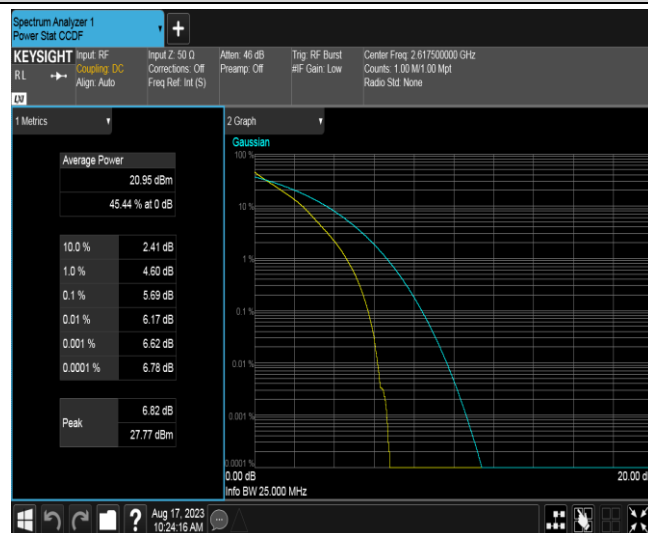 Spectrum Analyzer 1
Power Stat CCDF
+
KEYSIGHT
RL
LXI
Input: RF
Coupling: DC
Align: Auto
Input Z: 50 Ω
Corrections: Off
Freq Ref: Int (S)
Atten: 46 dB
Preamp: Off
Trig: RF Burst
#IF Gain: Low
Center Freq: 2.617500000 GHz
Counts: 1.00 M/1.00 Mpt
Radio Std: None
1 Metrics
Average Power
20.95 dBm
45.44 % at 0 dB
10.0 % 2.41 dB
1.0 % 4.60 dB
0.1 % 5.69 dB
0.01 % 6.17 dB
0.001 % 6.62 dB
0.0001 % 6.78 dB
Peak
6.82 dB
27.77 dBm
2 Graph
Gaussian
100 %
10 %
1 %
0.1 %
0.01 %
0.001 %
0.0001 %
0.00 dB
20.00 d
Info BW 25.000 MHz
?
Aug 17, 2023
10:24:16 AM